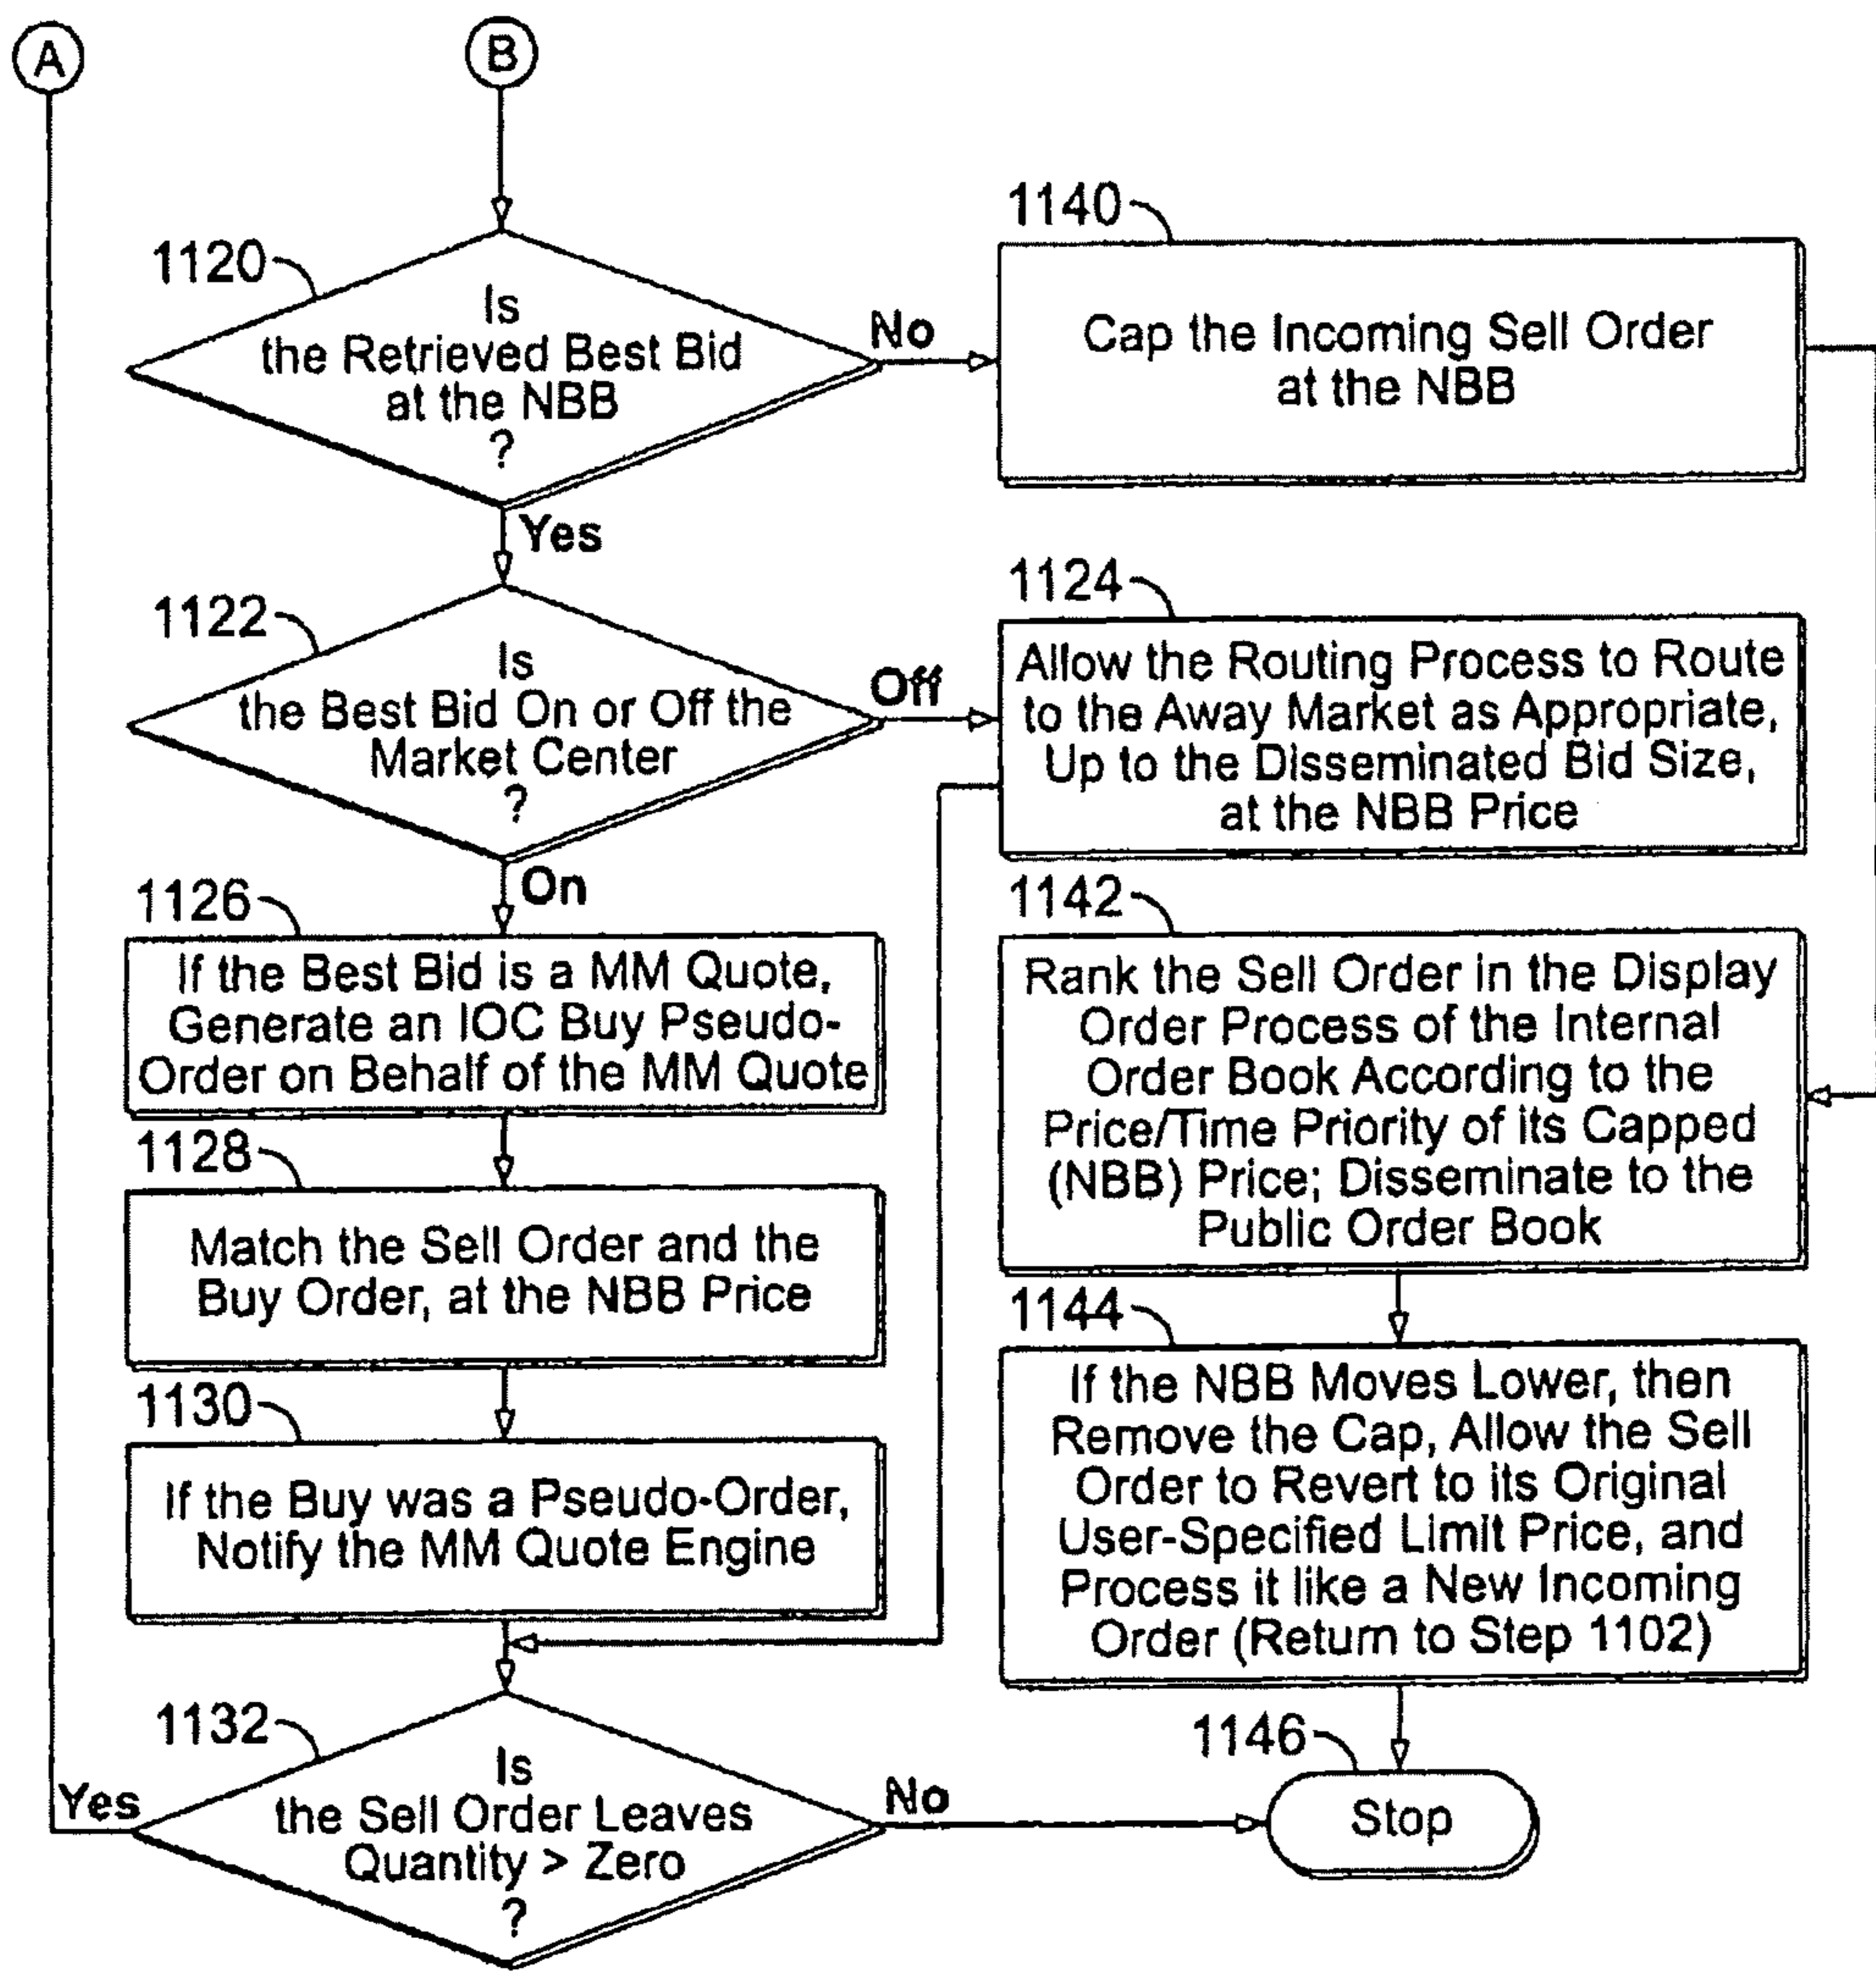 A
B
1120
Is
the Retrieved Best Bid
at the NBB
?
No
Yes
1140
Cap the Incoming Sell Order
at the NBB
1122
Is
the Best Bid On or Off the
Market Center
?
Off
On
1124
Allow the Routing Process to Route
to the Away Market as Appropriate,
Up to the Disseminated Bid Size,
at the NBB Price
1126
If the Best Bid is a MM Quote,
Generate an IOC Buy Pseudo-
Order on Behalf of the MM Quote
1142
Rank the Sell Order in the Display
Order Process of the Internal
Order Book According to the
Price/Time Priority of its Capped
(NBB) Price; Disseminate to the
Public Order Book
1128
Match the Sell Order and the
Buy Order, at the NBB Price
1130
If the Buy was a Pseudo-Order,
Notify the MM Quote Engine
1144
If the NBB Moves Lower, then
Remove the Cap, Allow the Sell
Order to Revert to its Original
User-Specified Limit Price, and
Process it like a New Incoming
Order (Return to Step 1102)
1132
Is
the Sell Order Leaves
Quantity > Zero
?
Yes
No
1146
Stop